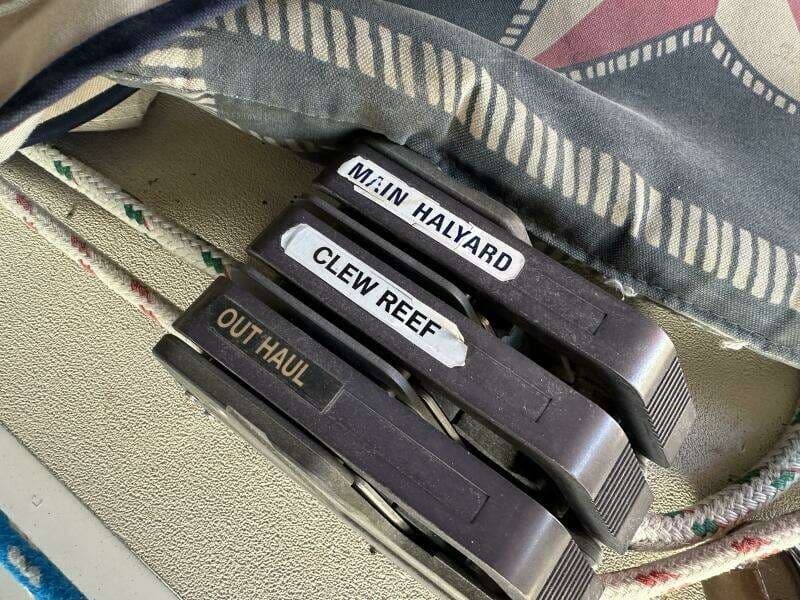 MAIN HALYARD
CLEW REEF
OUT HAUL